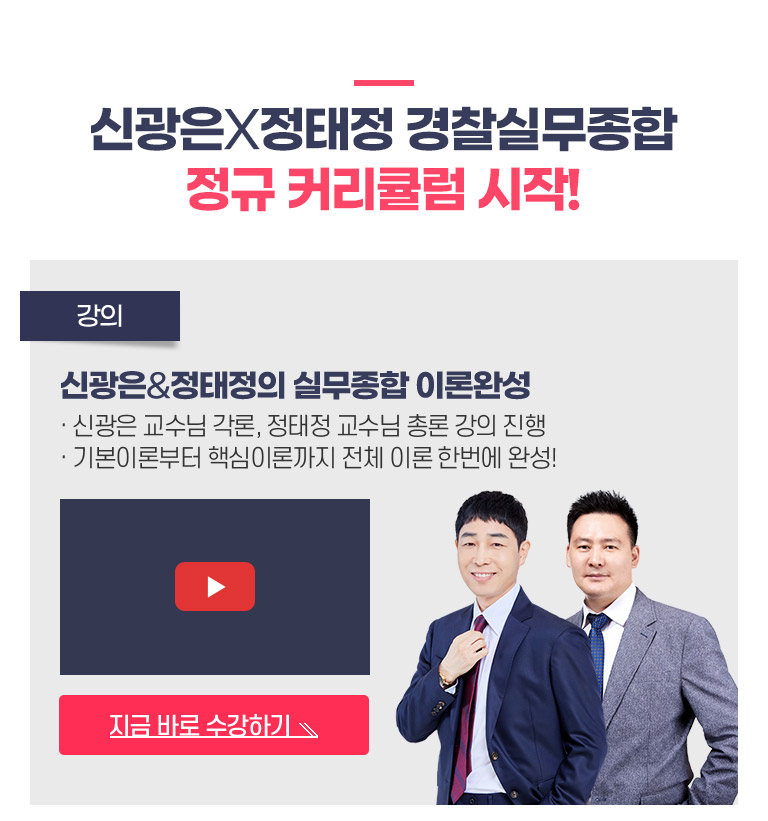 신광은X정태정 경찰실무종합
정규 커리큘럼 시작!
강의
신광은&정태정의 실무종합 이론완성
· 신광은 교수님 각론, 정태정 교수님 총론 강의 진행
· 기본이론부터 핵심이론까지 전체 이론 한번에 완성!
지금 바로 수강하기